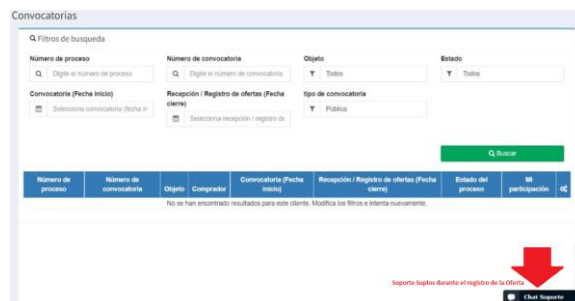 Convocatorias
Filtros de busqueda
Número de proceso
Número de convocatoria
Objeto
Estado
Digite el número de proceso
Digite el número de convocatoria
Todos
Todos
Convocatoria (Fecha inicio)
Recepción / Registro de ofertas (Fecha
cierre)
tipo de convocatoria
Selecciona convocatoria (fecha in
Selecciona recepción / registro de
Pública
Buscar
Número de
proceso
Número de
convocatoria
Objeto
Comprador
Convocatoria (Fecha
inicio)
Recepción / Registro de ofertas (Fecha
cierre)
Estado del
proceso
Mi
participación
No se han encontrado resultados para este cliente. Modifica los filtros e intenta nuevamente.
Soporte Suplos durante el registro de la Oferta
Chat Soporte